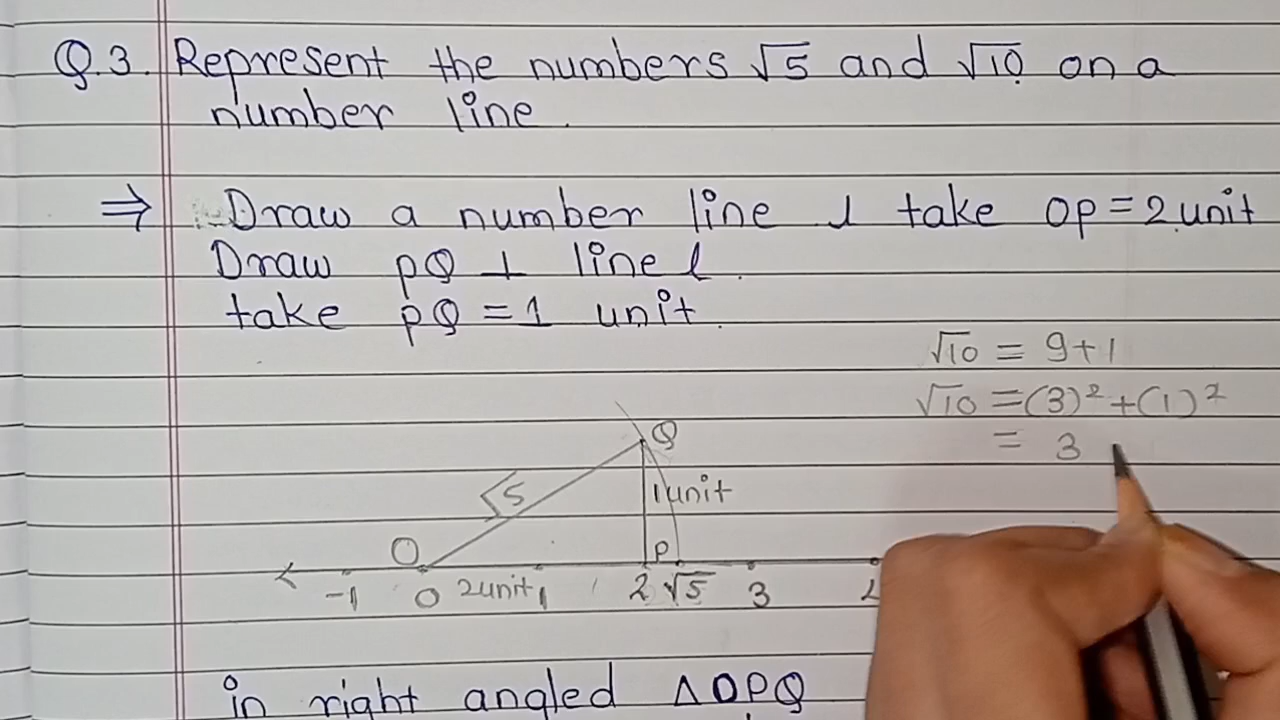 Q.3. Represent the numbers √5 and √10 on a
number line.
⇒ Draw a number line l take OP = 2 unit
Draw PQ ⊥ line l.
take PQ = 1 unit.
√10 = 9+1
√10 = (3)² + (1)²
= 3
Q
√5
1 unit
O
P
-1 0 2unit 1 2 √5 3
in right angled △OPQ